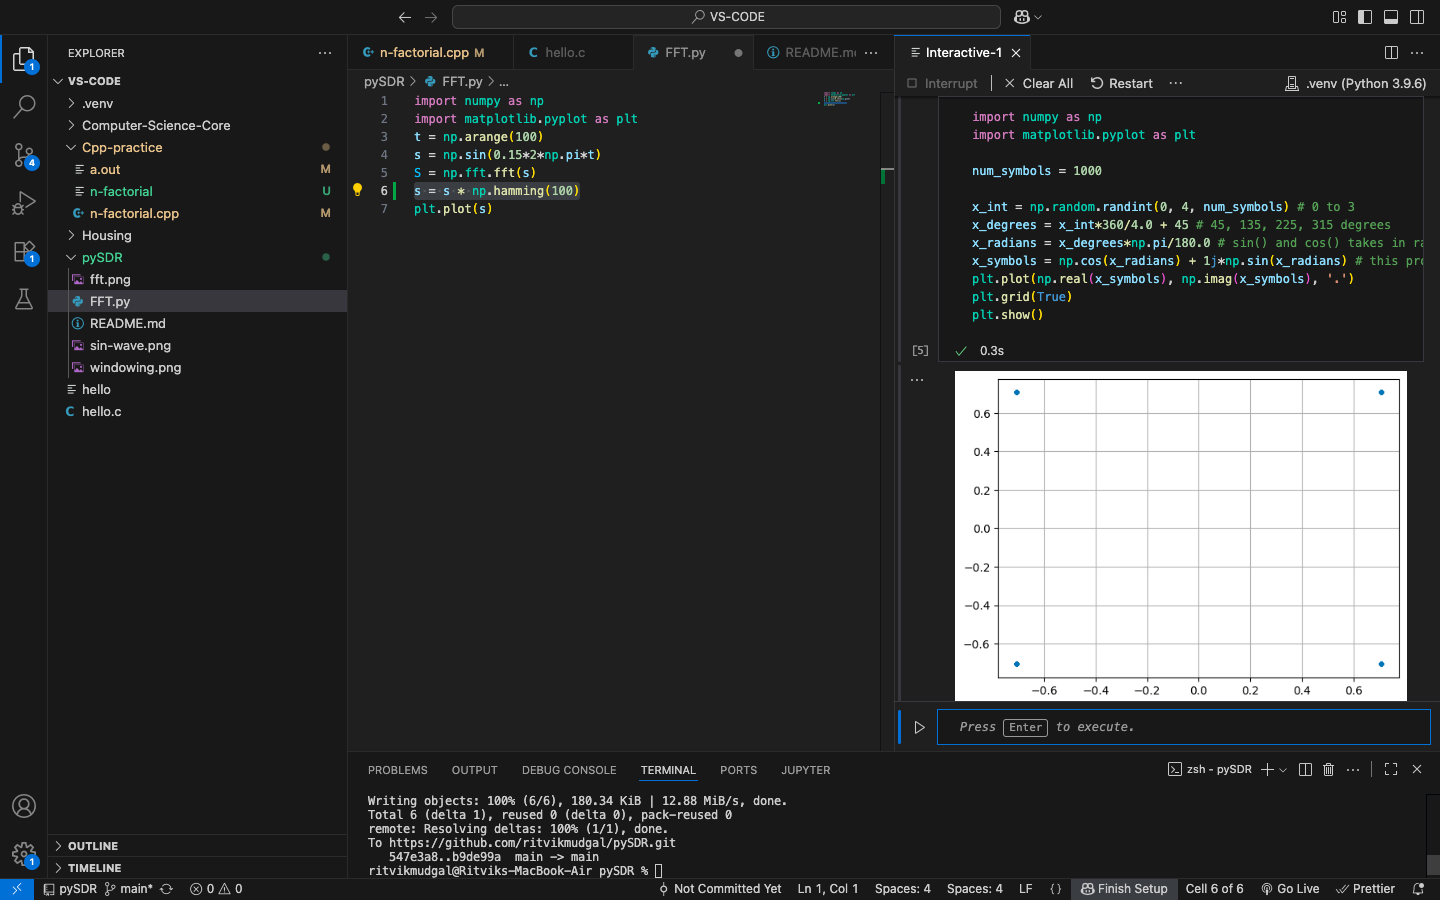 VS-CODE
EXPLORER
VS-CODE
.venv
Computer-Science-Core
Cpp-practice
a.out M
n-factorial U
n-factorial.cpp M
Housing
pySDR
fft.png
FFT.py
README.md
sin-wave.png
windowing.png
hello
C hello.c
OUTLINE
TIMELINE
1
4
1
1
n-factorial.cpp M
C hello.c
FFT.py
README.m
pySDR > FFT.py > ...
1 import numpy as np
2 import matplotlib.pyplot as plt
3 t = np.arange(100)
4 s = np.sin(0.15*2*np.pi*t)
5 S = np.fft.fft(s)
6 s = s * np.hamming(100)
7 plt.plot(s)
Interactive-1
Interrupt | Clear All Restart ... .venv (Python 3.9.6)
import numpy as np
import matplotlib.pyplot as plt
num_symbols = 1000
x_int = np.random.randint(0, 4, num_symbols) # 0 to 3
x_degrees = x_int*360/4.0 + 45 # 45, 135, 225, 315 degrees
x_radians = x_degrees*np.pi/180.0 # sin() and cos() takes in ra
x_symbols = np.cos(x_radians) + 1j*np.sin(x_radians) # this pro
plt.plot(np.real(x_symbols), np.imag(x_symbols), '.')
plt.grid(True)
plt.show()
[5] 0.3s
0.6
0.4
0.2
0.0
−0.2
−0.4
−0.6
−0.6 −0.4 −0.2 0.0 0.2 0.4 0.6
Press Enter to execute.
PROBLEMS OUTPUT DEBUG CONSOLE TERMINAL PORTS JUPYTER
zsh - pySDR
Writing objects: 100% (6/6), 180.34 KiB | 12.88 MiB/s, done.
Total 6 (delta 1), reused 0 (delta 0), pack-reused 0
remote: Resolving deltas: 100% (1/1), done.
To https://github.com/ritvikmudgal/pySDR.git
547e3a8..b9de99a main -> main
ritvikmudgal@Ritviks-MacBook-Air pySDR %
pySDR main* 0 0 Not Committed Yet Ln 1, Col 1 Spaces: 4 Spaces: 4 LF {} Finish Setup Cell 6 of 6 Go Live Prettier